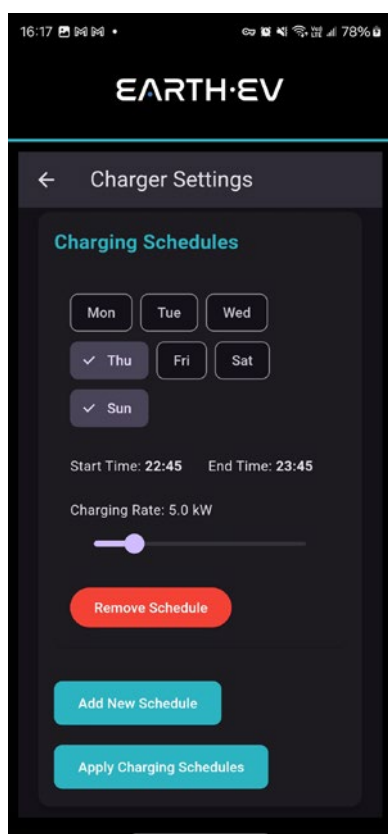 16:17 78%
EARTH·EV
Charger Settings
Charging Schedules
Mon Tue Wed
Thu Fri Sat
Sun
Start Time: 22:45 End Time: 23:45
Charging Rate: 5.0 kW
Remove Schedule
Add New Schedule
Apply Charging Schedules